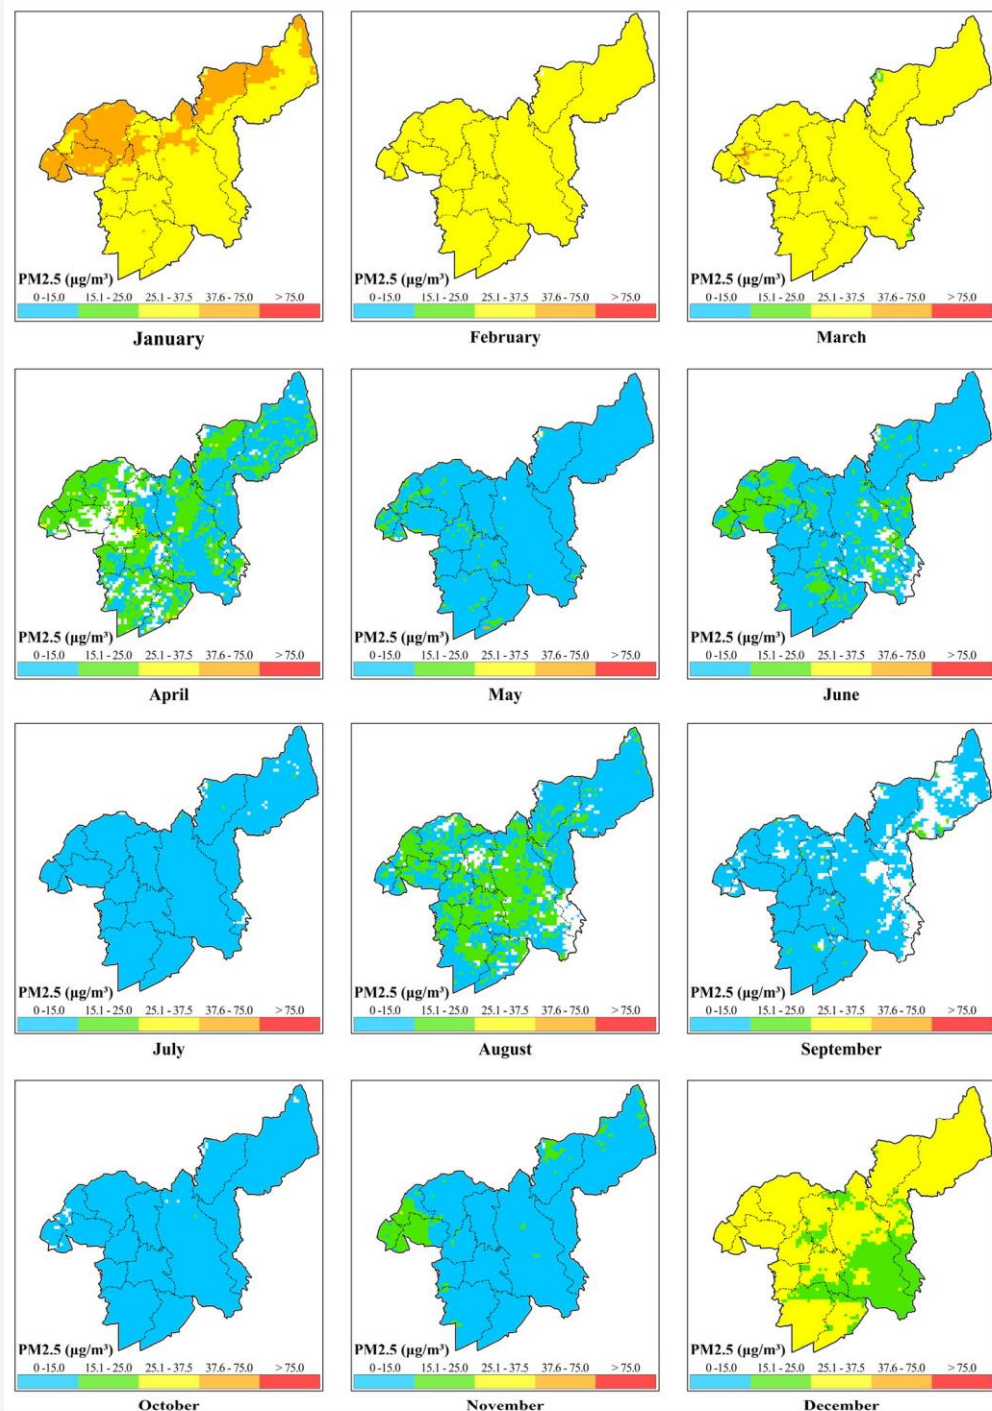 PM2.5 (µg/m³)
0 -15.0 15.1 - 25.0 25.1 - 37.5 37.6 - 75.0 > 75.0
January
PM2.5 (µg/m³)
0 -15.0 15.1 - 25.0 25.1 - 37.5 37.6 - 75.0 > 75.0
February
PM2.5 (µg/m³)
0 -15.0 15.1 - 25.0 25.1 - 37.5 37.6 - 75.0 > 75.0
March
PM2.5 (µg/m³)
0 -15.0 15.1 - 25.0 25.1 - 37.5 37.6 - 75.0 > 75.0
April
PM2.5 (µg/m³)
0 -15.0 15.1 - 25.0 25.1 - 37.5 37.6 - 75.0 > 75.0
May
PM2.5 (µg/m³)
0 -15.0 15.1 - 25.0 25.1 - 37.5 37.6 - 75.0 > 75.0
June
PM2.5 (µg/m³)
0 -15.0 15.1 - 25.0 25.1 - 37.5 37.6 - 75.0 > 75.0
July
PM2.5 (µg/m³)
0 -15.0 15.1 - 25.0 25.1 - 37.5 37.6 - 75.0 > 75.0
August
PM2.5 (µg/m³)
0 -15.0 15.1 - 25.0 25.1 - 37.5 37.6 - 75.0 > 75.0
September
PM2.5 (µg/m³)
0 -15.0 15.1 - 25.0 25.1 - 37.5 37.6 - 75.0 > 75.0
October
PM2.5 (µg/m³)
0 -15.0 15.1 - 25.0 25.1 - 37.5 37.6 - 75.0 > 75.0
November
PM2.5 (µg/m³)
0 -15.0 15.1 - 25.0 25.1 - 37.5 37.6 - 75.0 > 75.0
December